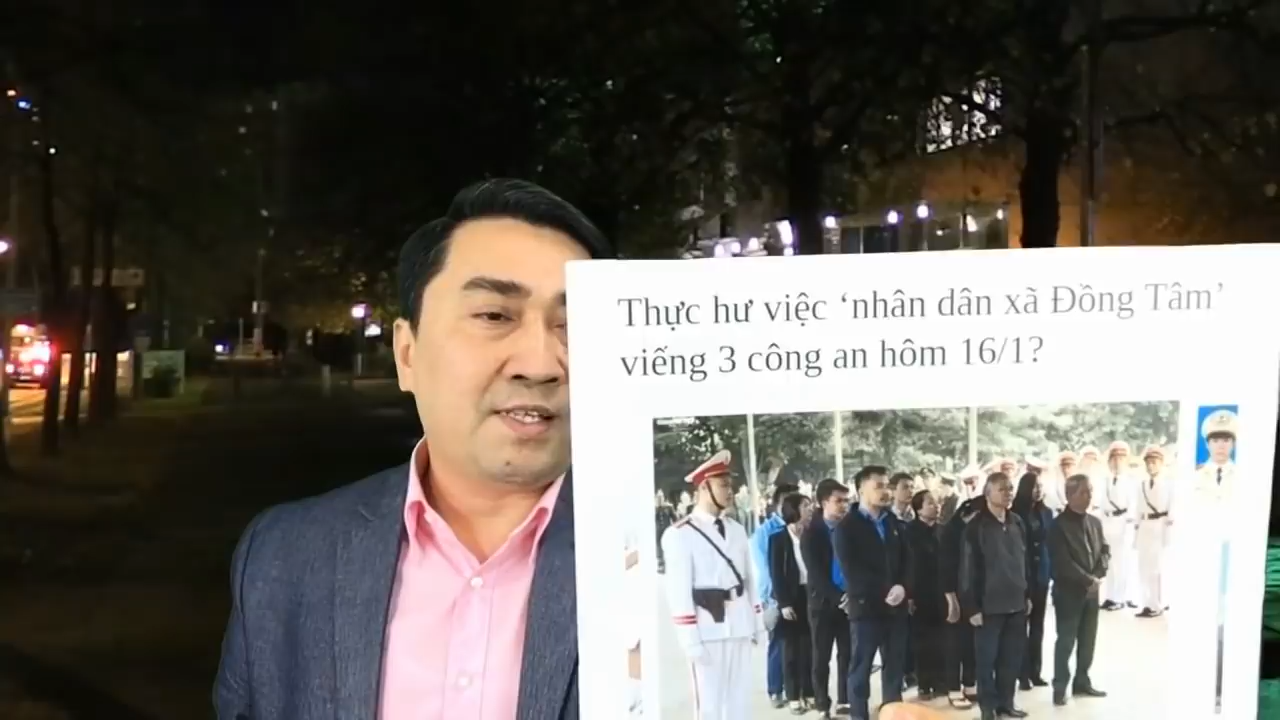 Thực hư việc ‘nhân dân xã Đồng Tâm’
viếng 3 công an hôm 16/1?